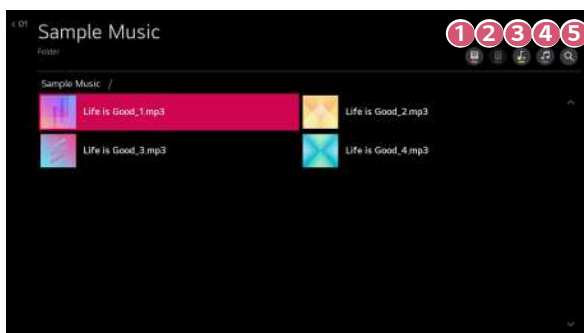 < 01
Sample Music
Folder
1 2 3 4 5
Sample Music /
Life is Good_1.mp3
Life is Good_2.mp3
Life is Good_3.mp3
Life is Good_4.mp3